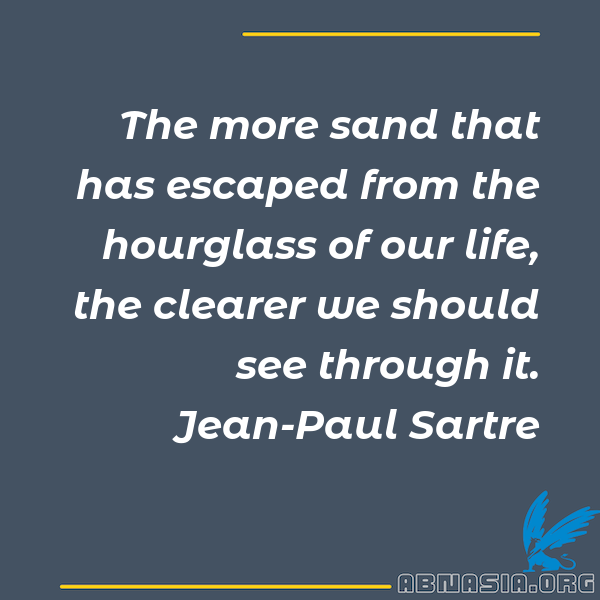 The more sand that
has escaped from the
hourglass of our life,
the clearer we should
see through it.
Jean-Paul Sartre
ABNASIA.ORG